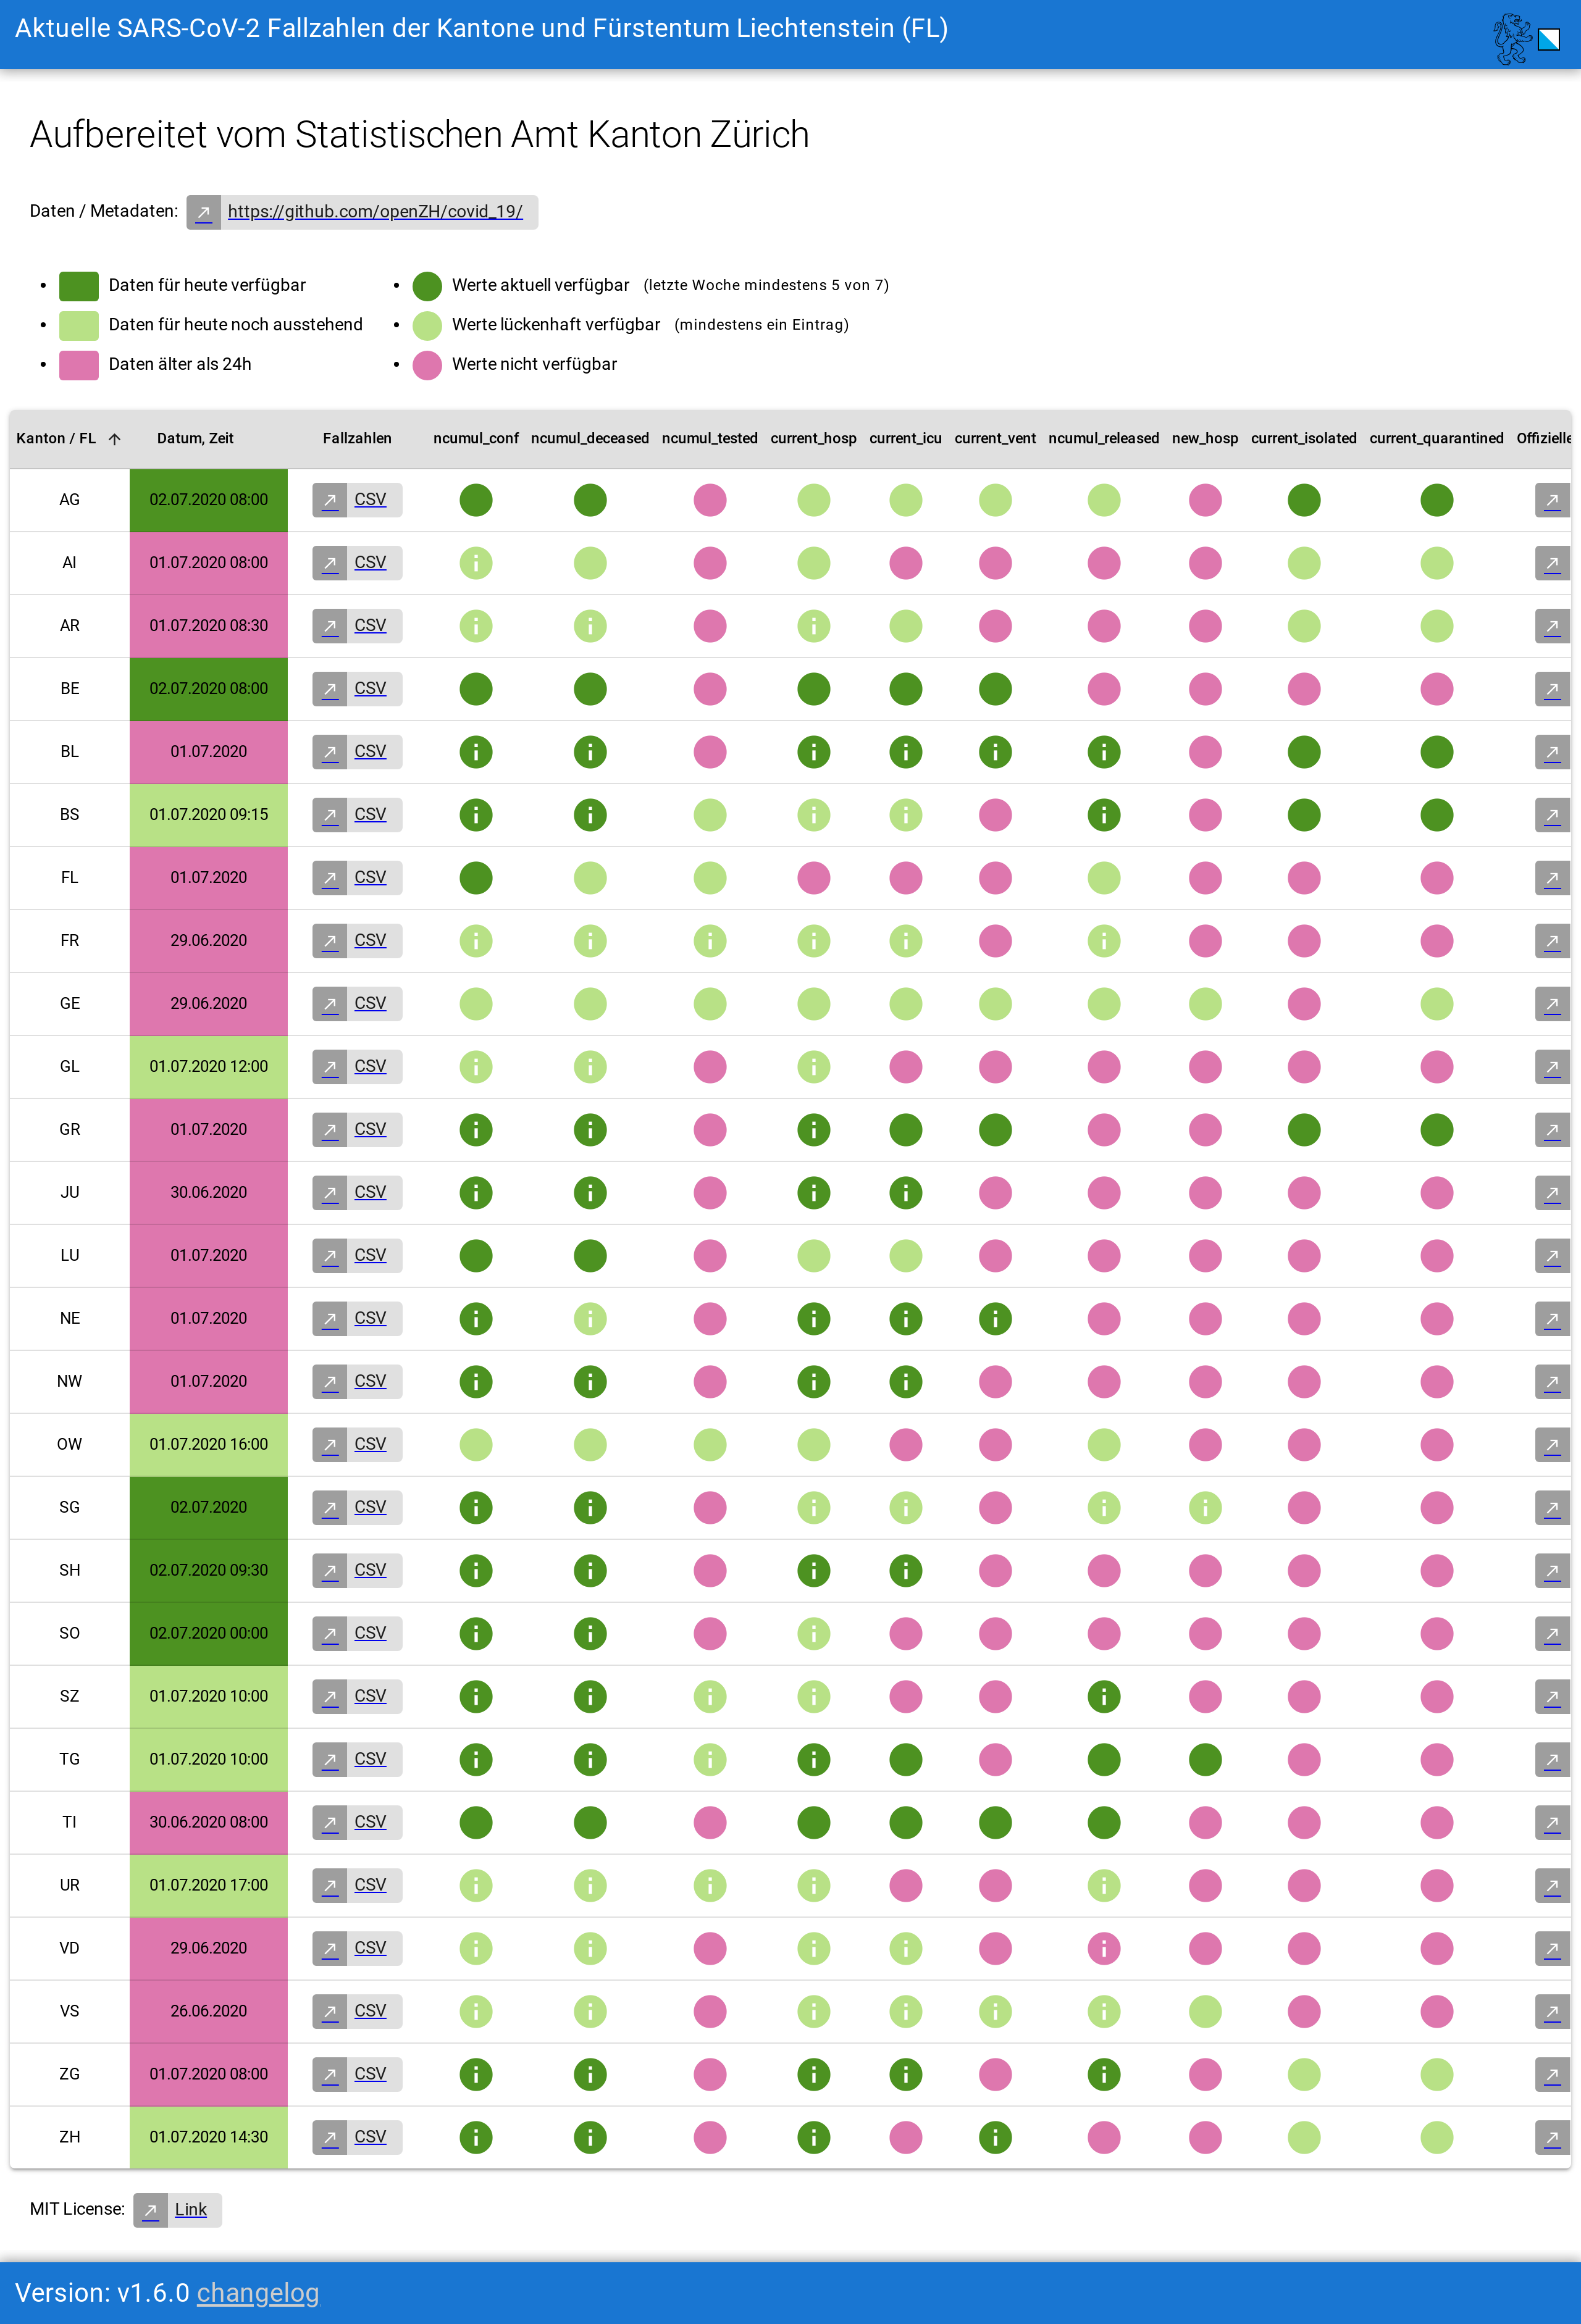 Aktuelle SARS-CoV-2 Fallzahlen der Kantone und Fürstentum Liechtenstein (FL)
Aufbereitet vom Statistischen Amt Kanton Zürich
Daten / Metadaten: https://github.com/openZH/covid_19/
Daten für heute verfügbar Werte aktuell verfügbar (letzte Woche mindestens 5 von 7)
Daten für heute noch ausstehend Werte lückenhaft verfügbar (mindestens ein Eintrag)
Daten älter als 24h Werte nicht verfügbar
Kanton / FL Datum, Zeit Fallzahlen ncumul_conf ncumul_deceased ncumul_tested current_hosp current_icu current_vent ncumul_released new_hosp current_isolated current_quarantined Offizielle
AG 02.07.2020 08:00 CSV
AI 01.07.2020 08:00 CSV
AR 01.07.2020 08:30 CSV
BE 02.07.2020 08:00 CSV
BL 01.07.2020 CSV
BS 01.07.2020 09:15 CSV
FL 01.07.2020 CSV
FR 29.06.2020 CSV
GE 29.06.2020 CSV
GL 01.07.2020 12:00 CSV
GR 01.07.2020 CSV
JU 30.06.2020 CSV
LU 01.07.2020 CSV
NE 01.07.2020 CSV
NW 01.07.2020 CSV
OW 01.07.2020 16:00 CSV
SG 02.07.2020 CSV
SH 02.07.2020 09:30 CSV
SO 02.07.2020 00:00 CSV
SZ 01.07.2020 10:00 CSV
TG 01.07.2020 10:00 CSV
TI 30.06.2020 08:00 CSV
UR 01.07.2020 17:00 CSV
VD 29.06.2020 CSV
VS 26.06.2020 CSV
ZG 01.07.2020 08:00 CSV
ZH 01.07.2020 14:30 CSV
MIT License: Link
Version: v1.6.0 changelog